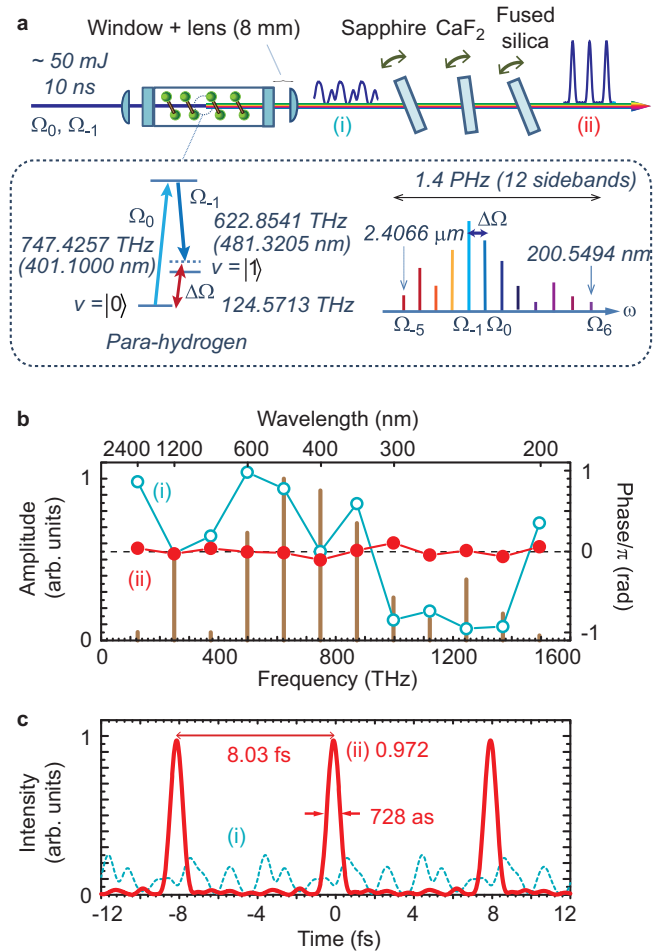 a
Window + lens (8 mm)
Sapphire
CaF2
Fused
silica
~ 50 mJ
10 ns
Ω0, Ω-1
(i)
(ii)
Ω0
Ω-1
747.4257 THz
(401.1000 nm)
622.8541 THz
(481.3205 nm)
v = |1⟩
ΔΩ
v = |0⟩
124.5713 THz
Para-hydrogen
1.4 PHz (12 sidebands)
2.4066 μm
ΔΩ
200.5494 nm
Ω-5
Ω-1
Ω0
Ω6
ω
b
Wavelength (nm)
2400 1200 600 400 300 200
1
0
Amplitude
(arb. units)
(i)
(ii)
1
0
-1
Phase/π (rad)
0 400 800 1200 1600
Frequency (THz)
c
8.03 fs
(ii) 0.972
728 as
(i)
1
0
Intensity
(arb. units)
-12 -8 -4 0 4 8 12
Time (fs)